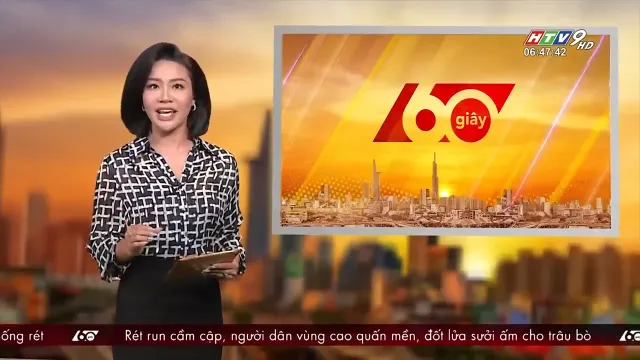 HTV9 HD
06:47:42
60 giây
ống rét 60 Rét run cầm cập, người dân vùng cao quấn mền, đốt lửa sưởi ấm cho trâu bò